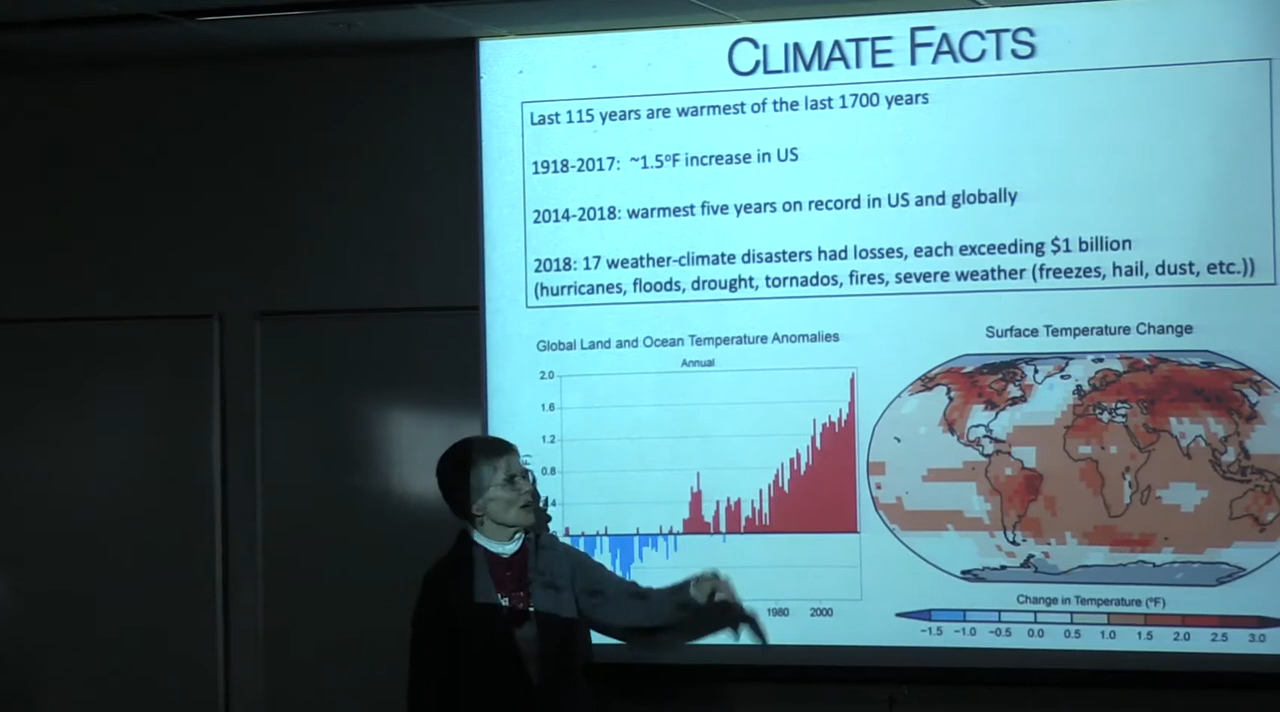 CLIMATE FACTS
Last 115 years are warmest of the last 1700 years
1918-2017: ~1.5ºF increase in US
2014-2018: warmest five years on record in US and globally
2018: 17 weather-climate disasters had losses, each exceeding $1 billion
(hurricanes, floods, drought, tornados, fires, severe weather (freezes, hail, dust, etc.))
Global Land and Ocean Temperature Anomalies
Annual
2.0
1.6
1.2
0.8
1980 2000
Surface Temperature Change
Change in Temperature (ºF)
−1.5 −1.0 −0.5 0.0 0.5 1.0 1.5 2.0 2.5 3.0